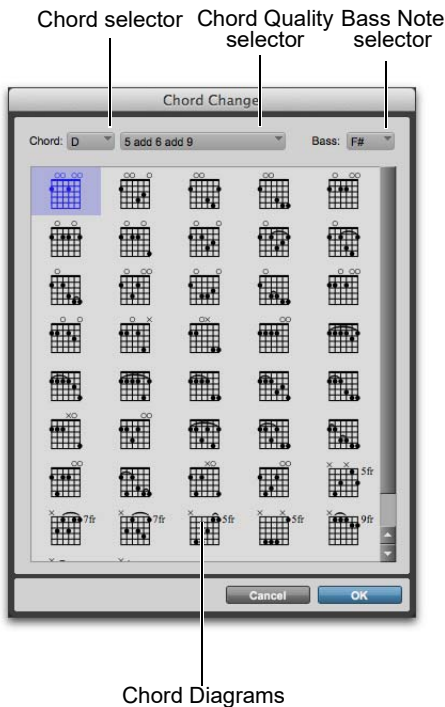 Chord selector
Chord Quality selector
Bass Note selector
Chord Change
Chord: D 5 add 6 add 9 Bass: F#
5fr
7fr 7fr 5fr 5fr 9fr
Cancel OK
Chord Diagrams